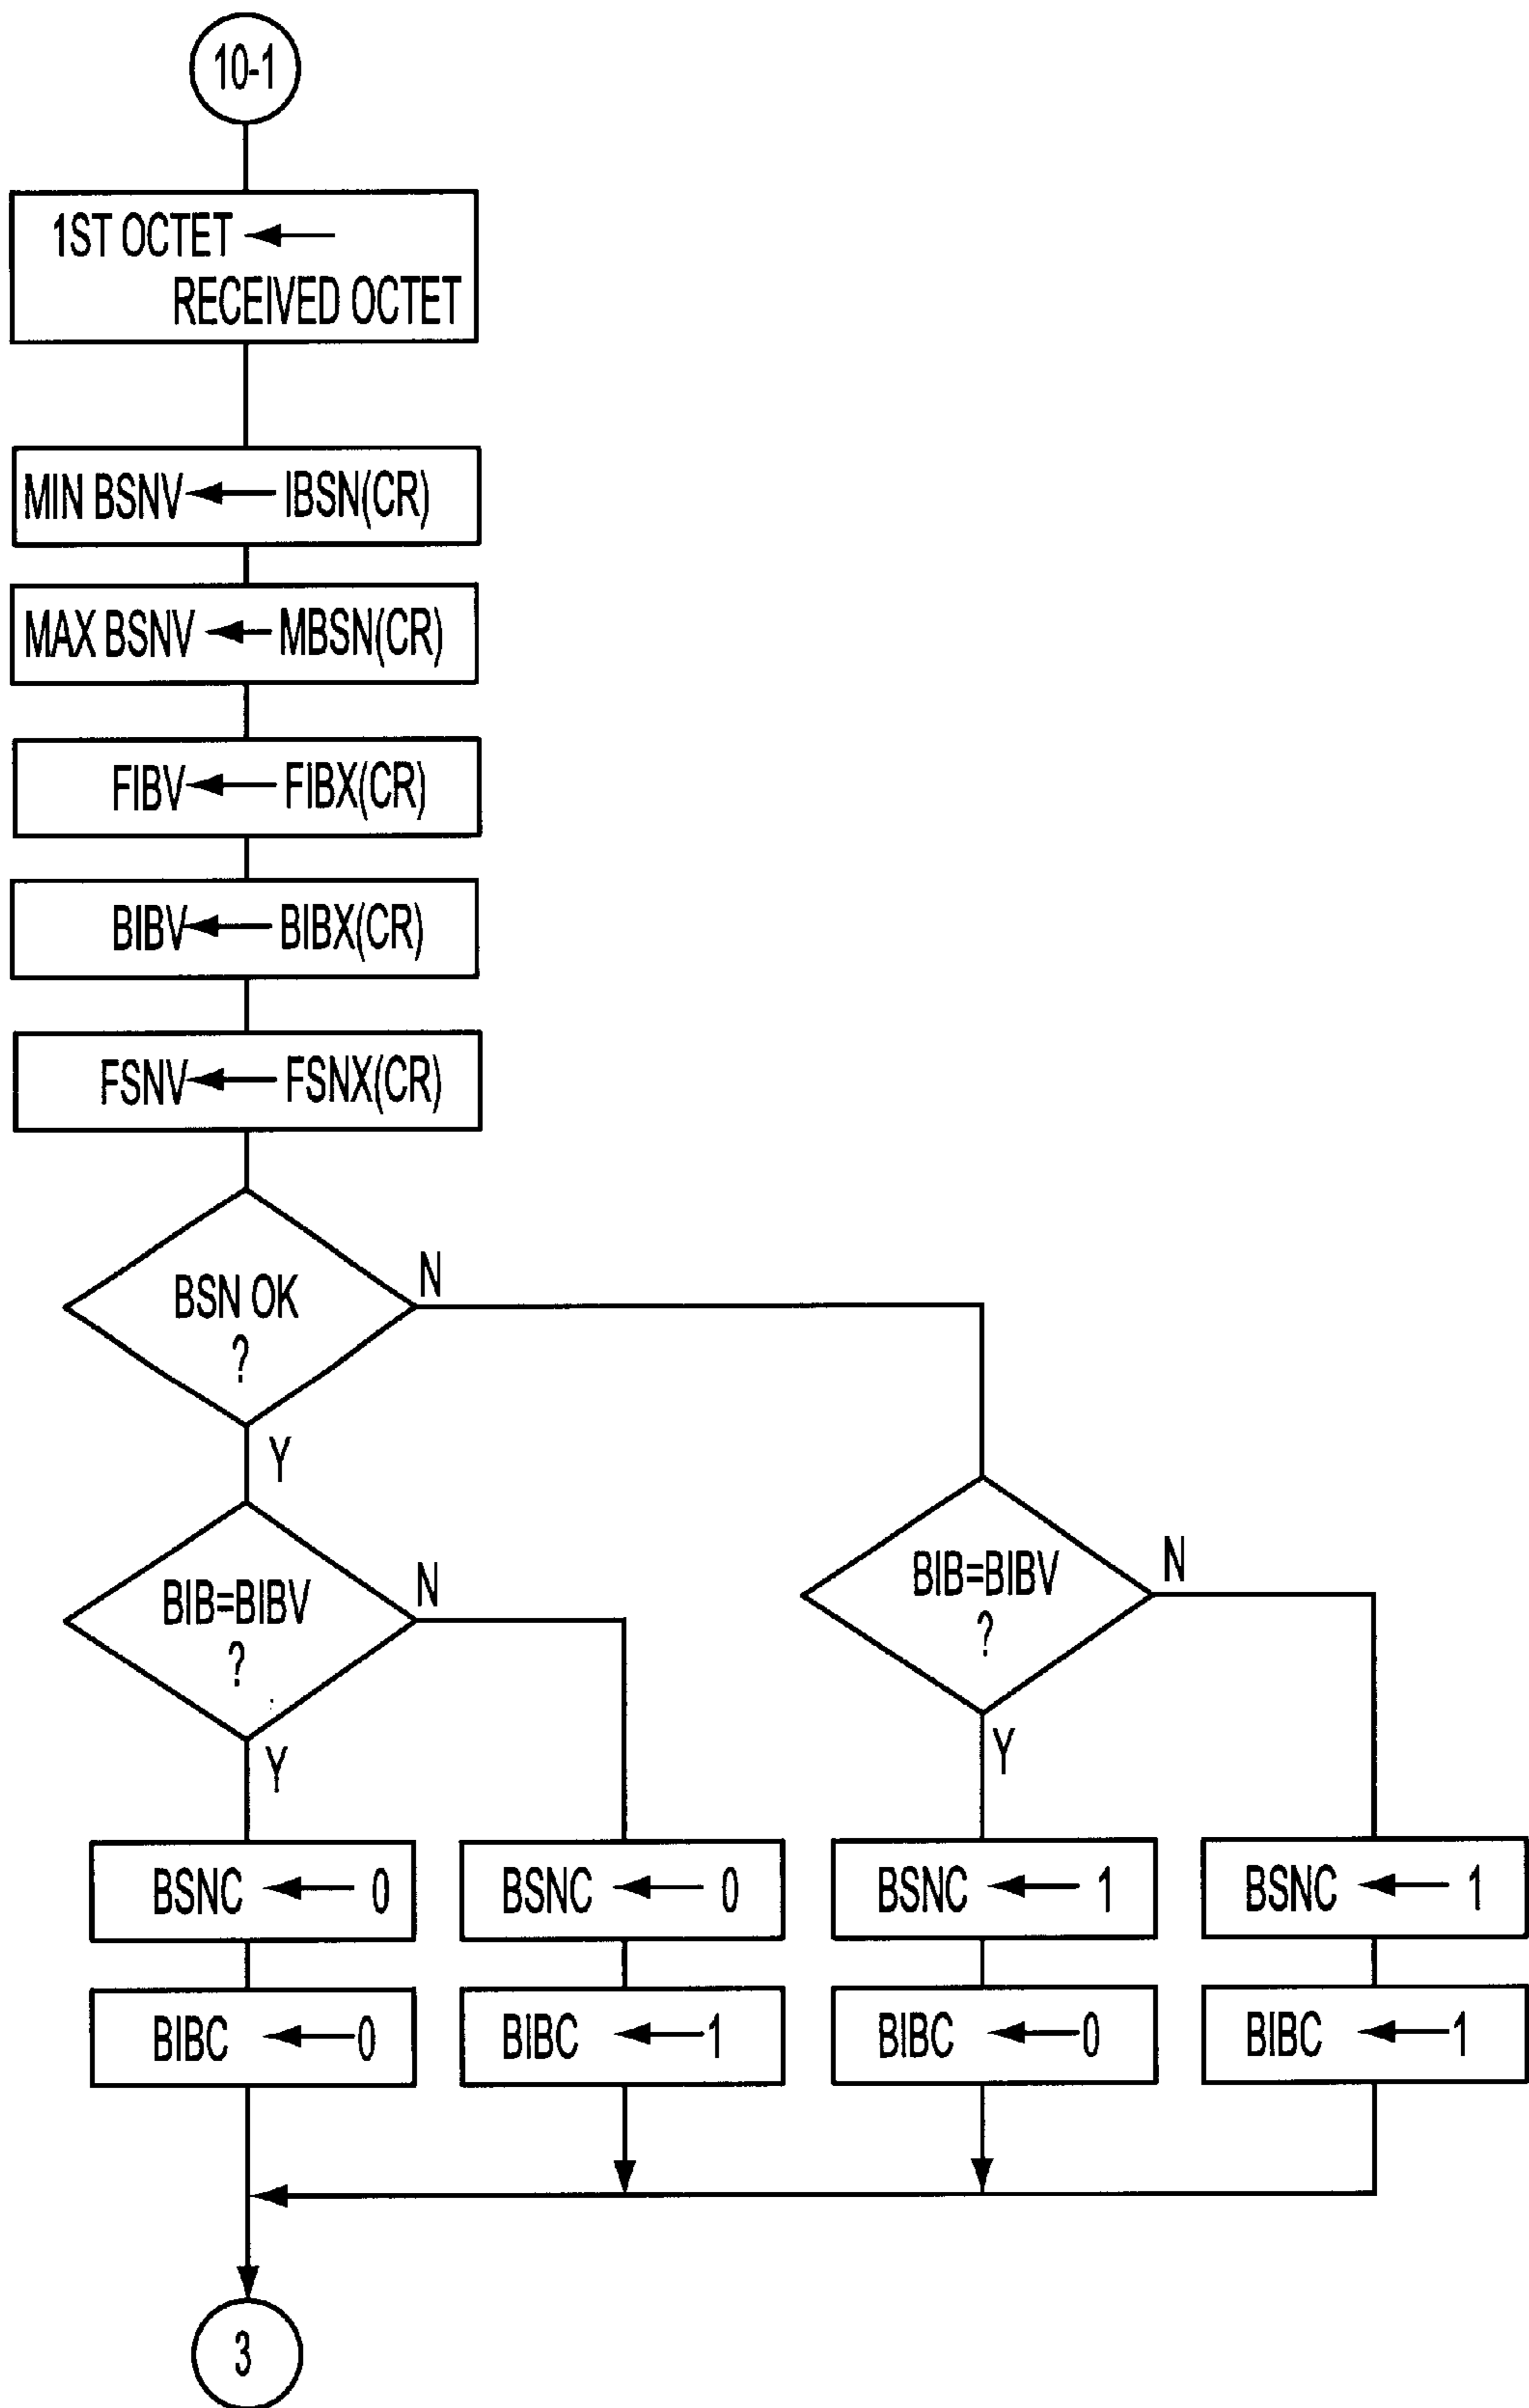 10-1
1ST OCTET ←
RECEIVED OCTET
MIN BSNV ← IBSN(CR)
MAX BSNV ← MBSN(CR)
FIBV ← FIBX(CR)
BIBV ← BIBX(CR)
FSNV ← FSNX(CR)
BSN OK
?
N
Y
BIB=BIBV
?
N
Y
BIB=BIBV
?
N
Y
BSNC ← 0
BSNC ← 0
BSNC ← 1
BSNC ← 1
BIBC ← 0
BIBC ← 1
BIBC ← 0
BIBC ← 1
3